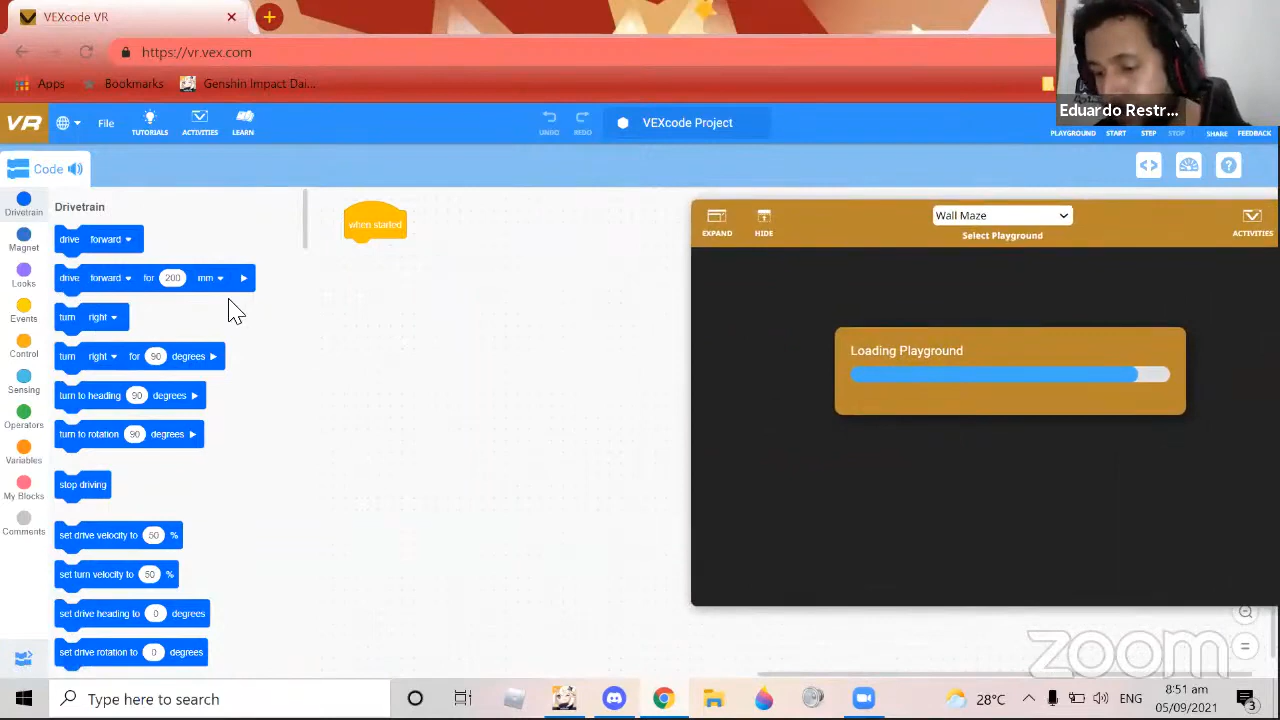 VEXcode VR
https://vr.vex.com
Apps
Bookmarks
Genshin Impact Dai...
Eduardo Restr...
VR
File
TUTORIALS
ACTIVITIES
LEARN
UNDO
REDO
VEXcode Project
PLAYGROUND
START
STEP
STOP
SHARE
FEEDBACK
Code
Drivetrain
Magnet
Looks
Events
Control
Sensing
Operators
Variables
My Blocks
Comments
Drivetrain
drive forward
drive forward for 200 mm
turn right
turn right for 90 degrees
turn to heading 90 degrees
turn to rotation 90 degrees
stop driving
set drive velocity to 50 %
set turn velocity to 50 %
set drive heading to 0 degrees
set drive rotation to 0 degrees
when started
EXPAND
HIDE
Wall Maze
Select Playground
ACTIVITIES
Loading Playground
zoom
Type here to search
28°C
ENG
8:51 am
05/09/2021
3